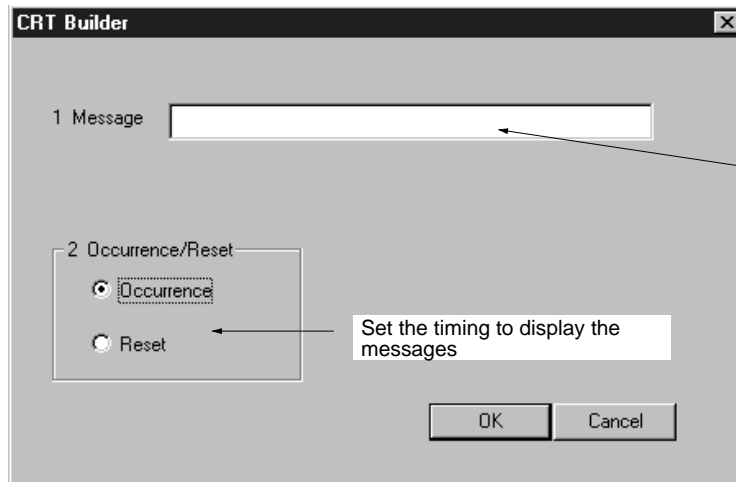 CRT Builder
1 Message
2 Occurrence/Reset
Occurrence
Reset
Set the timing to display the
messages
OK
Cancel